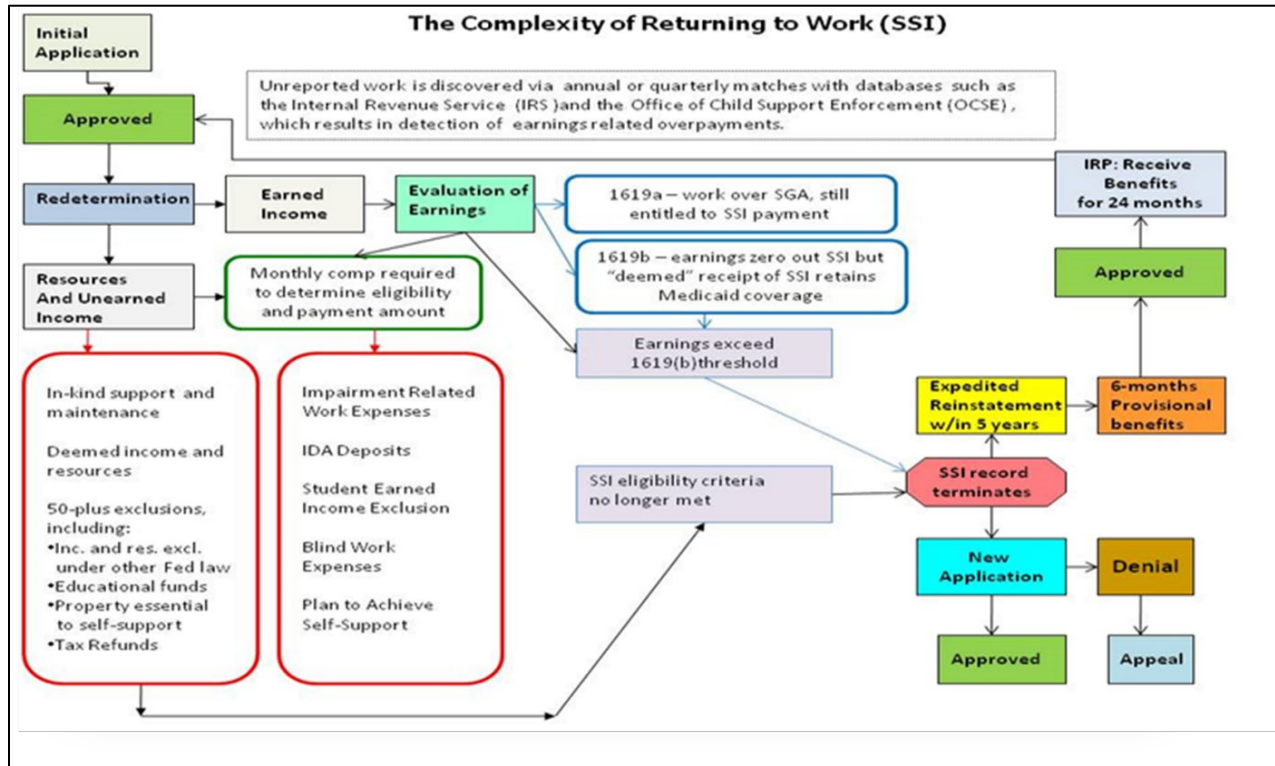 The Complexity of Returning to Work (SSI)
Initial
Application
Unreported work is discovered via annual or quarterly matches with databases such as
the Internal Revenue Service (IRS )and the Office of Child Support Enforcement (OCSE) ,
which results in detection of earnings related overpayments.
Approved
IRP: Receive
Benefits
for 24 months
Redetermination
Earned
Income
Evaluation of
Earnings
1619a – work over SGA, still
entitled to SSI payment
1619b – earnings zero out SSI but
“deemed” receipt of SSI retains
Medicaid coverage
Approved
Resources
And Unearned
Income
Monthly comp required
to determine eligibility
and payment amount
Earnings exceed
1619(b)threshold
In-kind support and
maintenance
Deemed income and
resources
50-plus exclusions,
including:
•Inc. and res. excl.
under other Fed law
•Educational funds
•Property essential
to self-support
•Tax Refunds
Impairment Related
Work Expenses
IDA Deposits
Student Earned
Income Exclusion
Blind Work
Expenses
Plan to Achieve
Self-Support
Expedited
Reinstatement
w/in 5 years
6-months
Provisional
benefits
SSI eligibility criteria
no longer met
SSI record
terminates
New
Application
Denial
Approved
Appeal